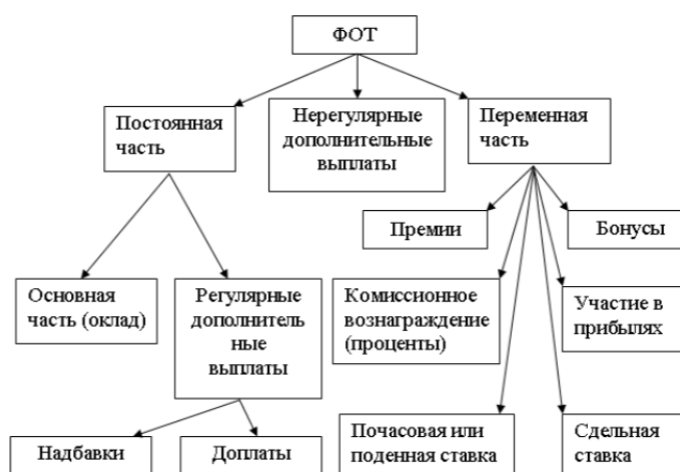 ФОТ
Постоянная
часть
Нерегулярные
дополнительные
выплаты
Переменная
часть
Премии
Бонусы
Основная
часть (оклад)
Регулярные
дополнитель
ные
выплаты
Комиссионное
вознаграждение
(проценты)
Участие в
прибылях
Надбавки
Доплаты
Почасовая или
поденная ставка
Сдельная
ставка